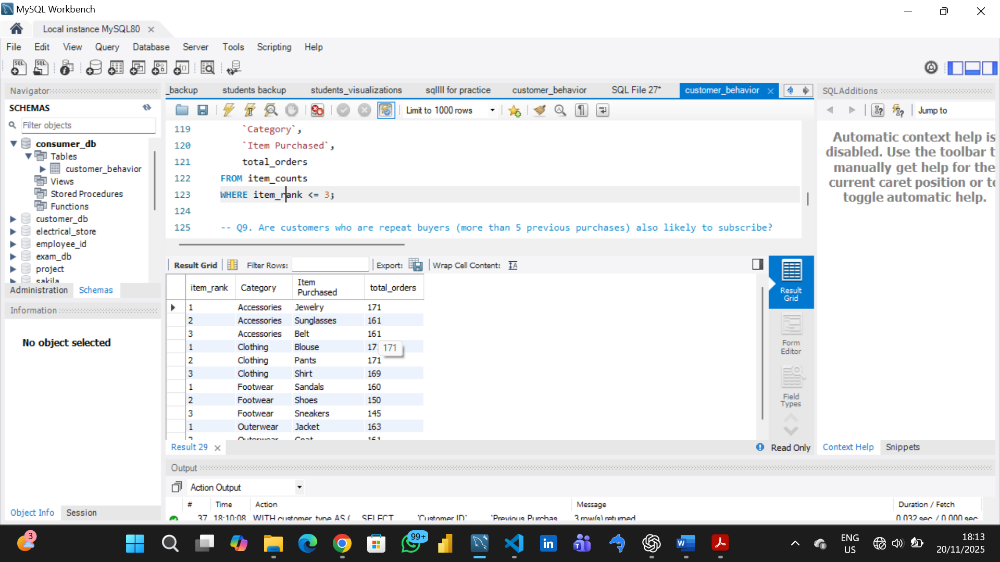 MySQL Workbench
Local instance MySQL80
File Edit View Query Database Server Tools Scripting Help
Navigator
SCHEMAS
Filter objects
consumer_db
Tables
customer_behavior
Views
Stored Procedures
Functions
customer_db
electrical_store
employee_id
exam_db
project
sakila
Administration Schemas
Information
No object selected
Object Info Session
_backup students backup students_visualizations sqllll for practice customer_behavior SQL File 27* customer_behavior
Limit to 1000 rows
119 `Category`,
120 `Item Purchased`,
121 total_orders
122 FROM item_counts
123 WHERE item_rank <= 3;
124
125 -- Q9. Are customers who are repeat buyers (more than 5 previous purchases) also likely to subscribe?
Result Grid Filter Rows: Export: Wrap Cell Content:
item_rank Category Item Purchased total_orders
1 Accessories Jewelry 171
2 Accessories Sunglasses 161
3 Accessories Belt 161
1 Clothing Blouse 171
171
2 Clothing Pants 171
3 Clothing Shirt 169
1 Footwear Sandals 160
2 Footwear Shoes 150
3 Footwear Sneakers 145
1 Outerwear Jacket 163
2 Outerwear Coat 161
Result Grid
Form Editor
Field Types
Result 29
Read Only
Output
Action Output
# Time Action Message Duration / Fetch
37 18:10:08 WITH customer_type AS ( SELECT `Customer ID` `Previous Purchas 3 row(s) returned 0.032 sec / 0.000 sec
SQLAdditions
Jump to
Automatic context help is
disabled. Use the toolbar t
manually get help for the
current caret position or to
toggle automatic help.
Context Help Snippets
3
99+
ENG
US
18:13
20/11/2025